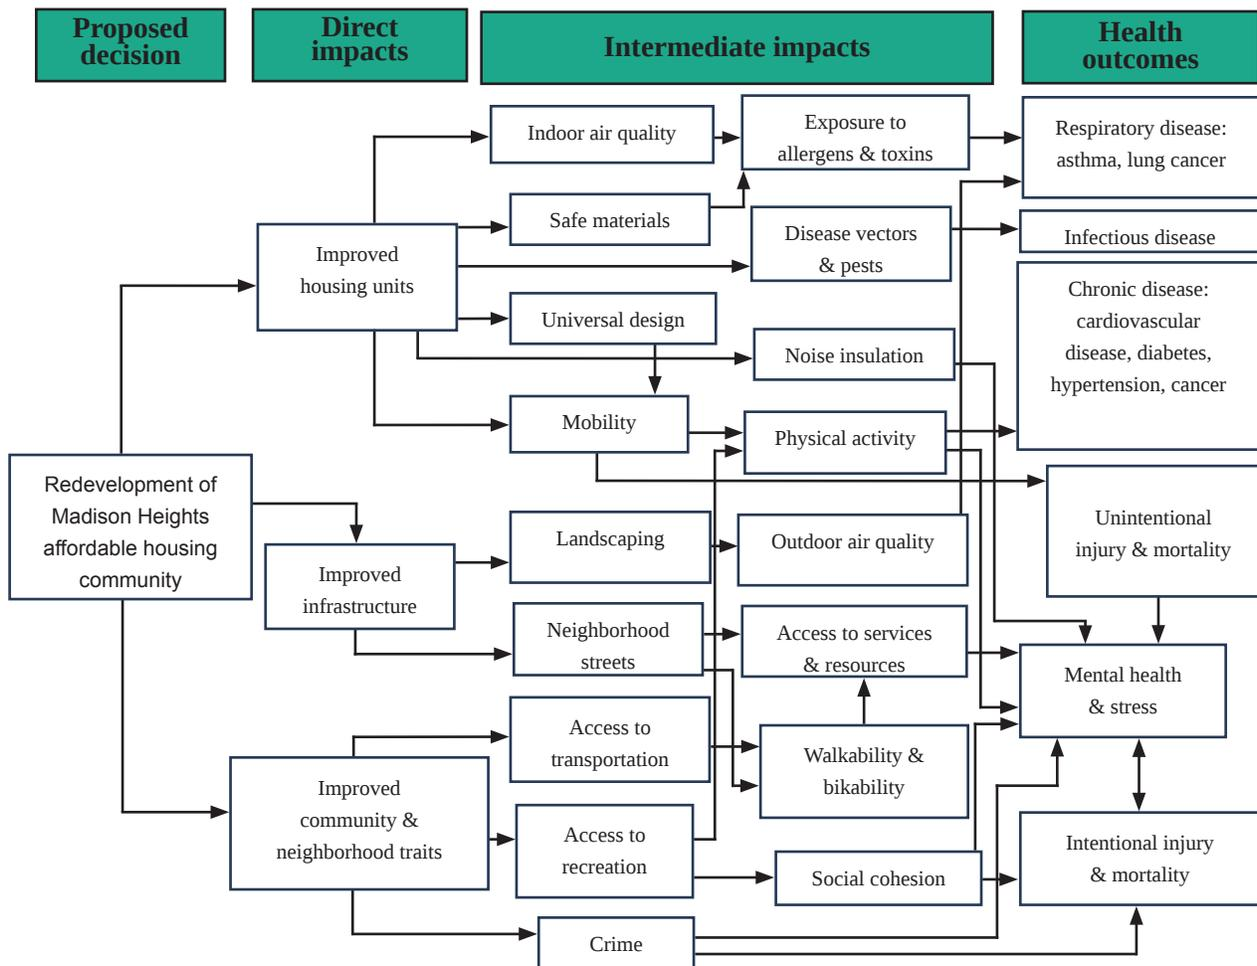 Proposed
decision
Direct
impacts
Intermediate impacts
Health
outcomes
Indoor air quality
Exposure to
allergens & toxins
Respiratory disease:
asthma, lung cancer
Safe materials
Improved
housing units
Disease vectors
& pests
Infectious disease
Universal design
Noise insulation
Chronic disease:
cardiovascular
disease, diabetes,
hypertension, cancer
Mobility
Physical activity
Redevelopment of
Madison Heights
affordable housing
community
Unintentional
injury & mortality
Landscaping
Outdoor air quality
Improved
infrastructure
Neighborhood
streets
Access to services
& resources
Mental health
& stress
Access to
transportation
Walkability &
bikability
Improved
community &
neighborhood traits
Access to
recreation
Social cohesion
Intentional injury
& mortality
Crime